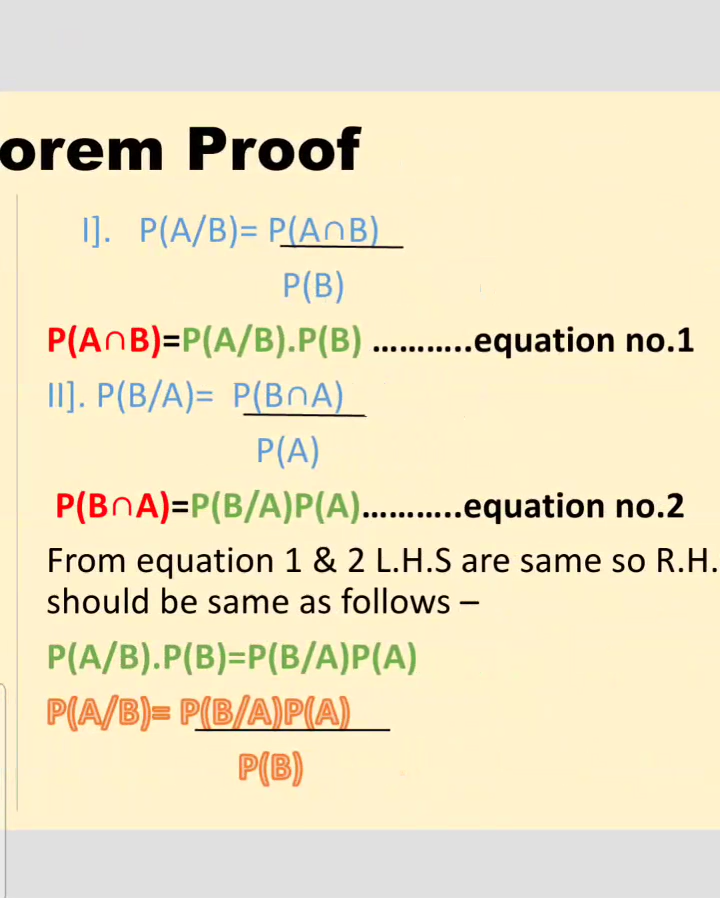 orem Proof
I]. P(A/B)= P(A∩B)
P(B)
P(A∩B)=P(A/B).P(B) ...........equation no.1
II]. P(B/A)= P(B∩A)
P(A)
P(B∩A)=P(B/A)P(A)...........equation no.2
From equation 1 & 2 L.H.S are same so R.H.
should be same as follows –
P(A/B).P(B)=P(B/A)P(A)
P(A/B)= P(B/A)P(A)
P(B)